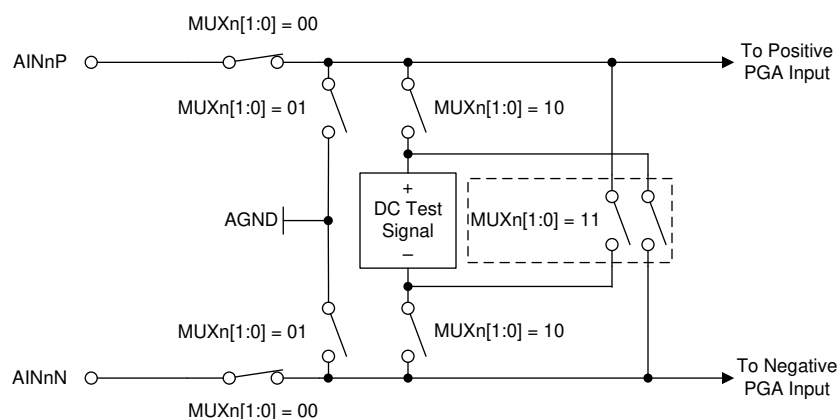 MUXn[1:0] = 00
AINnP
To Positive
PGA Input
MUXn[1:0] = 01
MUXn[1:0] = 10
+
DC Test
Signal
–
AGND
MUXn[1:0] = 11
MUXn[1:0] = 01
MUXn[1:0] = 10
AINnN
To Negative
PGA Input
MUXn[1:0] = 00